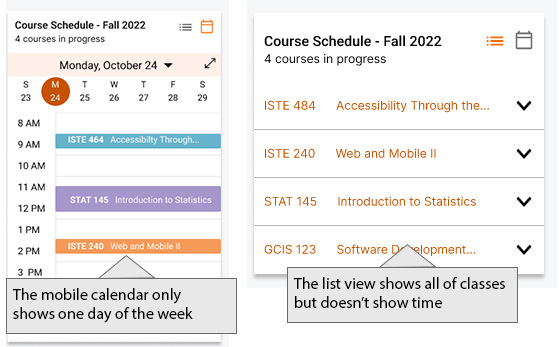 Course Schedule - Fall 2022
4 courses in progress
Monday, October 24
S M T W T F S
23 24 25 26 27 28 29
8 AM
ISTE 464 Accessibilty Through...
9 AM
10 AM
11 AM
STAT 145 Introduction to Statistics
12 PM
1 PM
ISTE 240 Web and Mobile II
2 PM
3 PM
The mobile calendar only
shows one day of the week
Course Schedule - Fall 2022
4 courses in progress
ISTE 484 Accessibility Through the...
ISTE 240 Web and Mobile II
STAT 145 Introduction to Statistics
GCIS 123 Software Development...
The list view shows all of classes
but doesn't show time